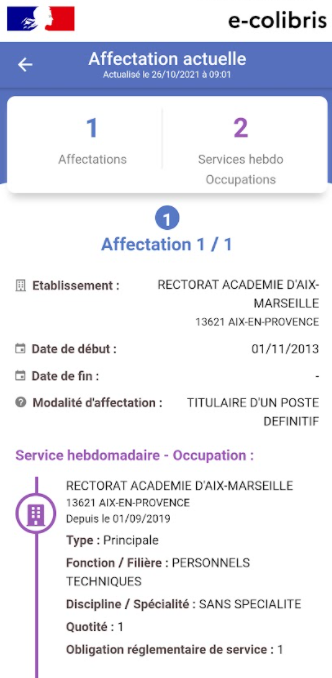 e-colibris
Affectation actuelle
Actualisé le 26/10/2021 à 09:01
1
Affectations
2
Services hebdo
Occupations
1
Affectation 1 / 1
Etablissement :
RECTORAT ACADEMIE D'AIX-
MARSEILLE
13621 AIX-EN-PROVENCE
Date de début :
01/11/2013
Date de fin :
-
Modalité d'affectation :
TITULAIRE D'UN POSTE
DEFINITIF
Service hebdomadaire - Occupation :
RECTORAT ACADEMIE D'AIX-MARSEILLE
13621 AIX-EN-PROVENCE
Depuis le 01/09/2019
Type : Principale
Fonction / Filière : PERSONNELS
TECHNIQUES
Discipline / Spécialité : SANS SPECIALITE
Quotité : 1
Obligation réglementaire de service : 1